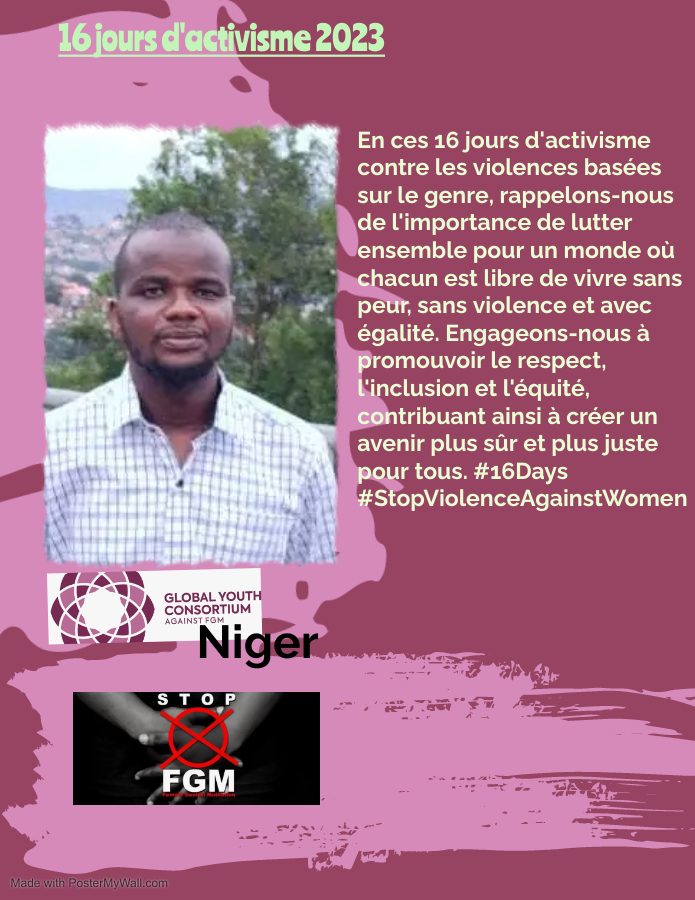 16 jours d'activisme 2023
En ces 16 jours d'activisme
contre les violences basées
sur le genre, rappelons-nous
de l'importance de lutter
ensemble pour un monde où
chacun est libre de vivre sans
peur, sans violence et avec
égalité. Engageons-nous à
promouvoir le respect,
l'inclusion et l'équité,
contribuant ainsi à créer un
avenir plus sûr et plus juste
pour tous. #16Days
#StopViolenceAgainstWomen
GLOBAL YOUTH
CONSORTIUM
AGAINST FGM
Niger
STOP
FGM
Made with PosterMyWall.com